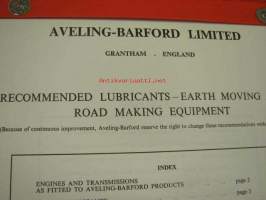 AVELING-BARFORD LIMITED
GRANTHAM - ENGLAND
RECOMMENDED LUBRICANTS - EARTH MOVING
ROAD MAKING EQUIPMENT
(Because of continuous improvement, Aveling-Barford reserve the right to change these recommendations
INDEX
ENGINES AND TRANSMISSIONS
AS FITTED TO AVELING-BARFORD PRODUCTS page 2
page 3